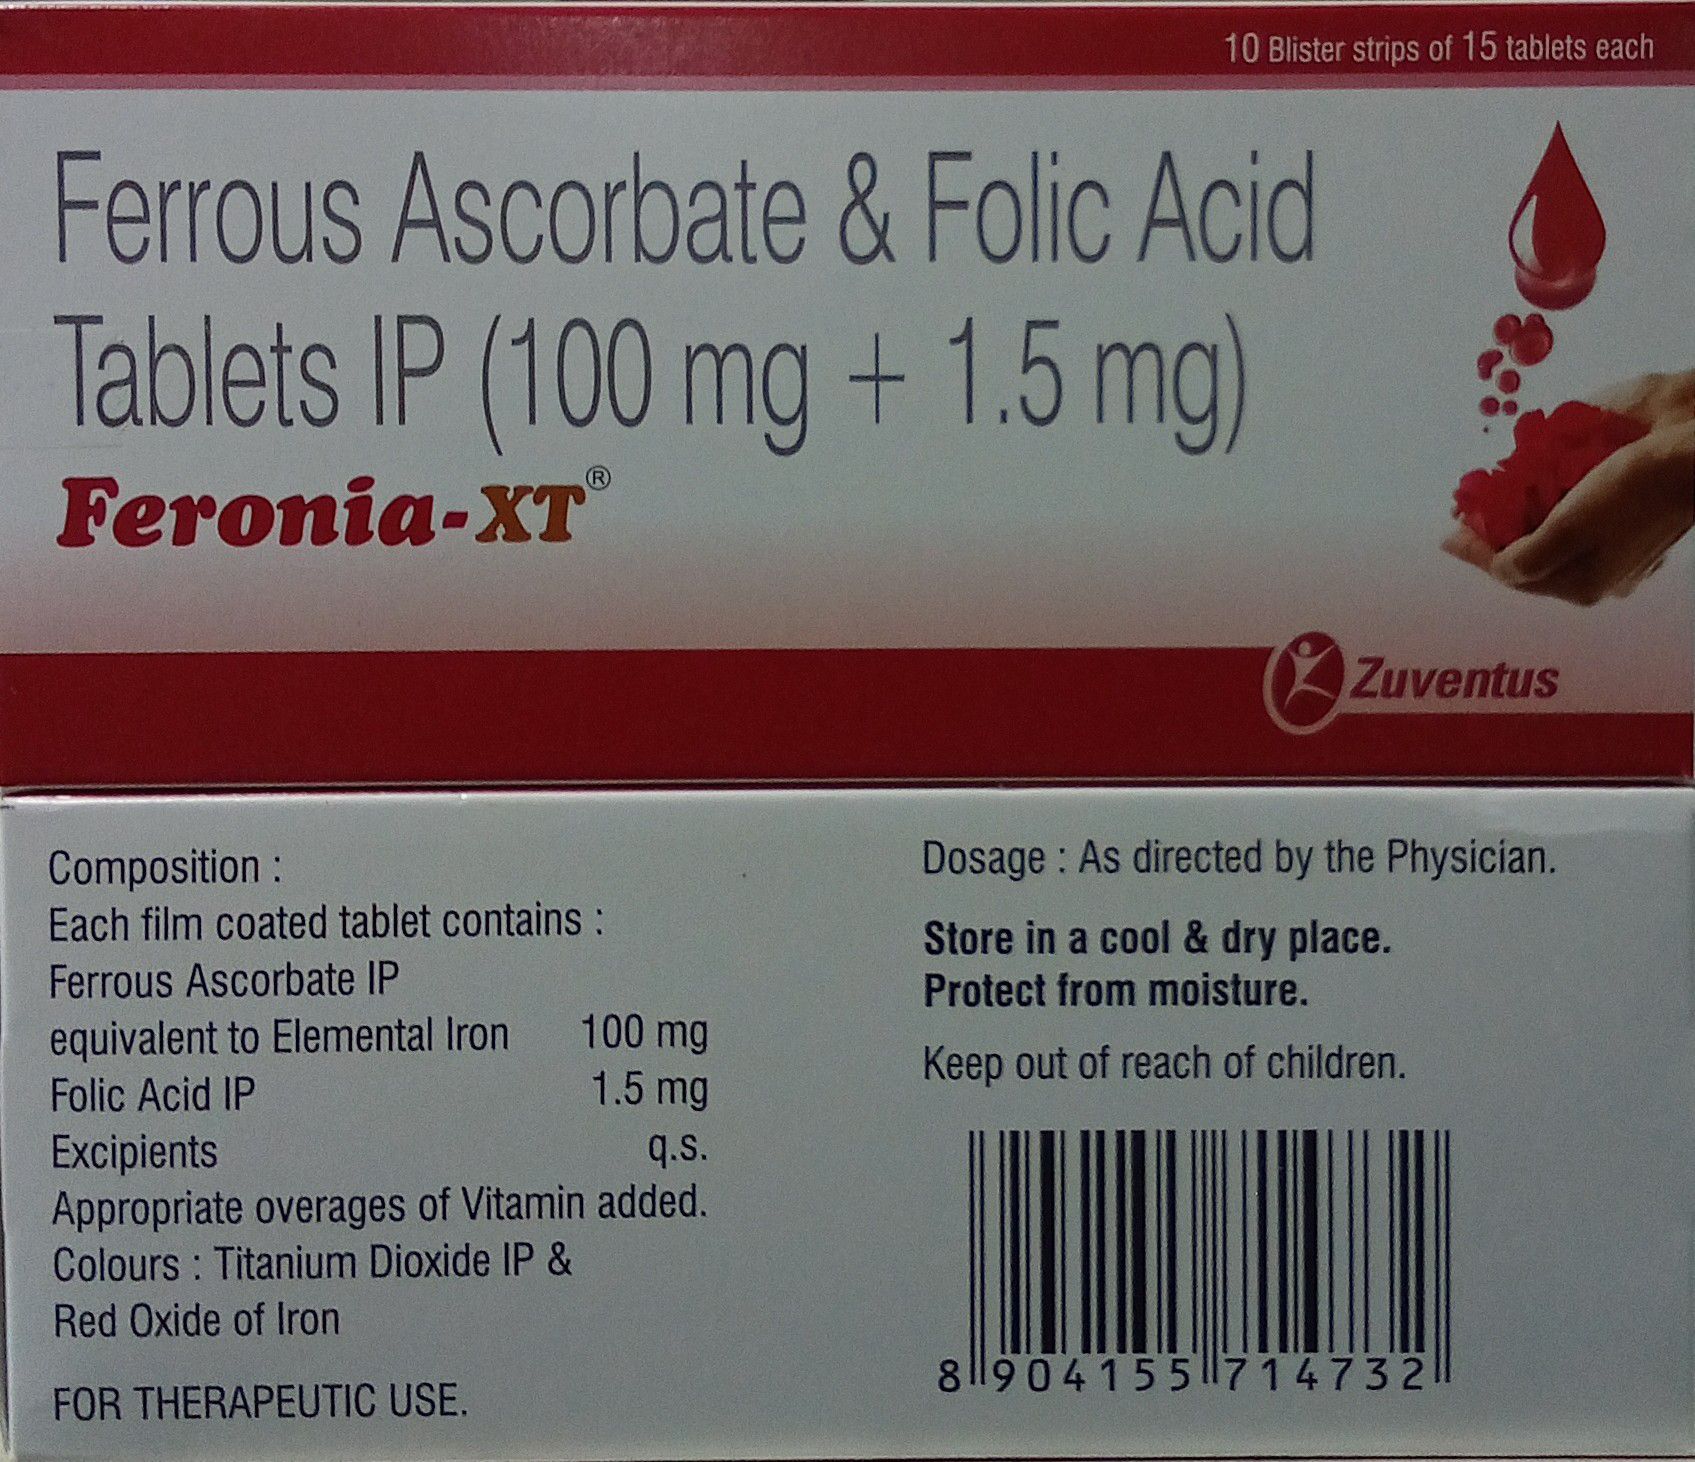 10 Blister strips of 15 tablets each
Ferrous Ascorbate & Folic Acid
Tablets IP (100 mg + 1.5 mg)
Feronia-XT®
Zuventus
Composition :
Each film coated tablet contains :
Ferrous Ascorbate IP
equivalent to Elemental Iron 100 mg
Folic Acid IP 1.5 mg
Excipients q.s.
Appropriate overages of Vitamin added.
Colours : Titanium Dioxide IP &
Red Oxide of Iron
FOR THERAPEUTIC USE.
Dosage : As directed by the Physician.
Store in a cool & dry place.
Protect from moisture.
Keep out of reach of children.
8 904155 714732